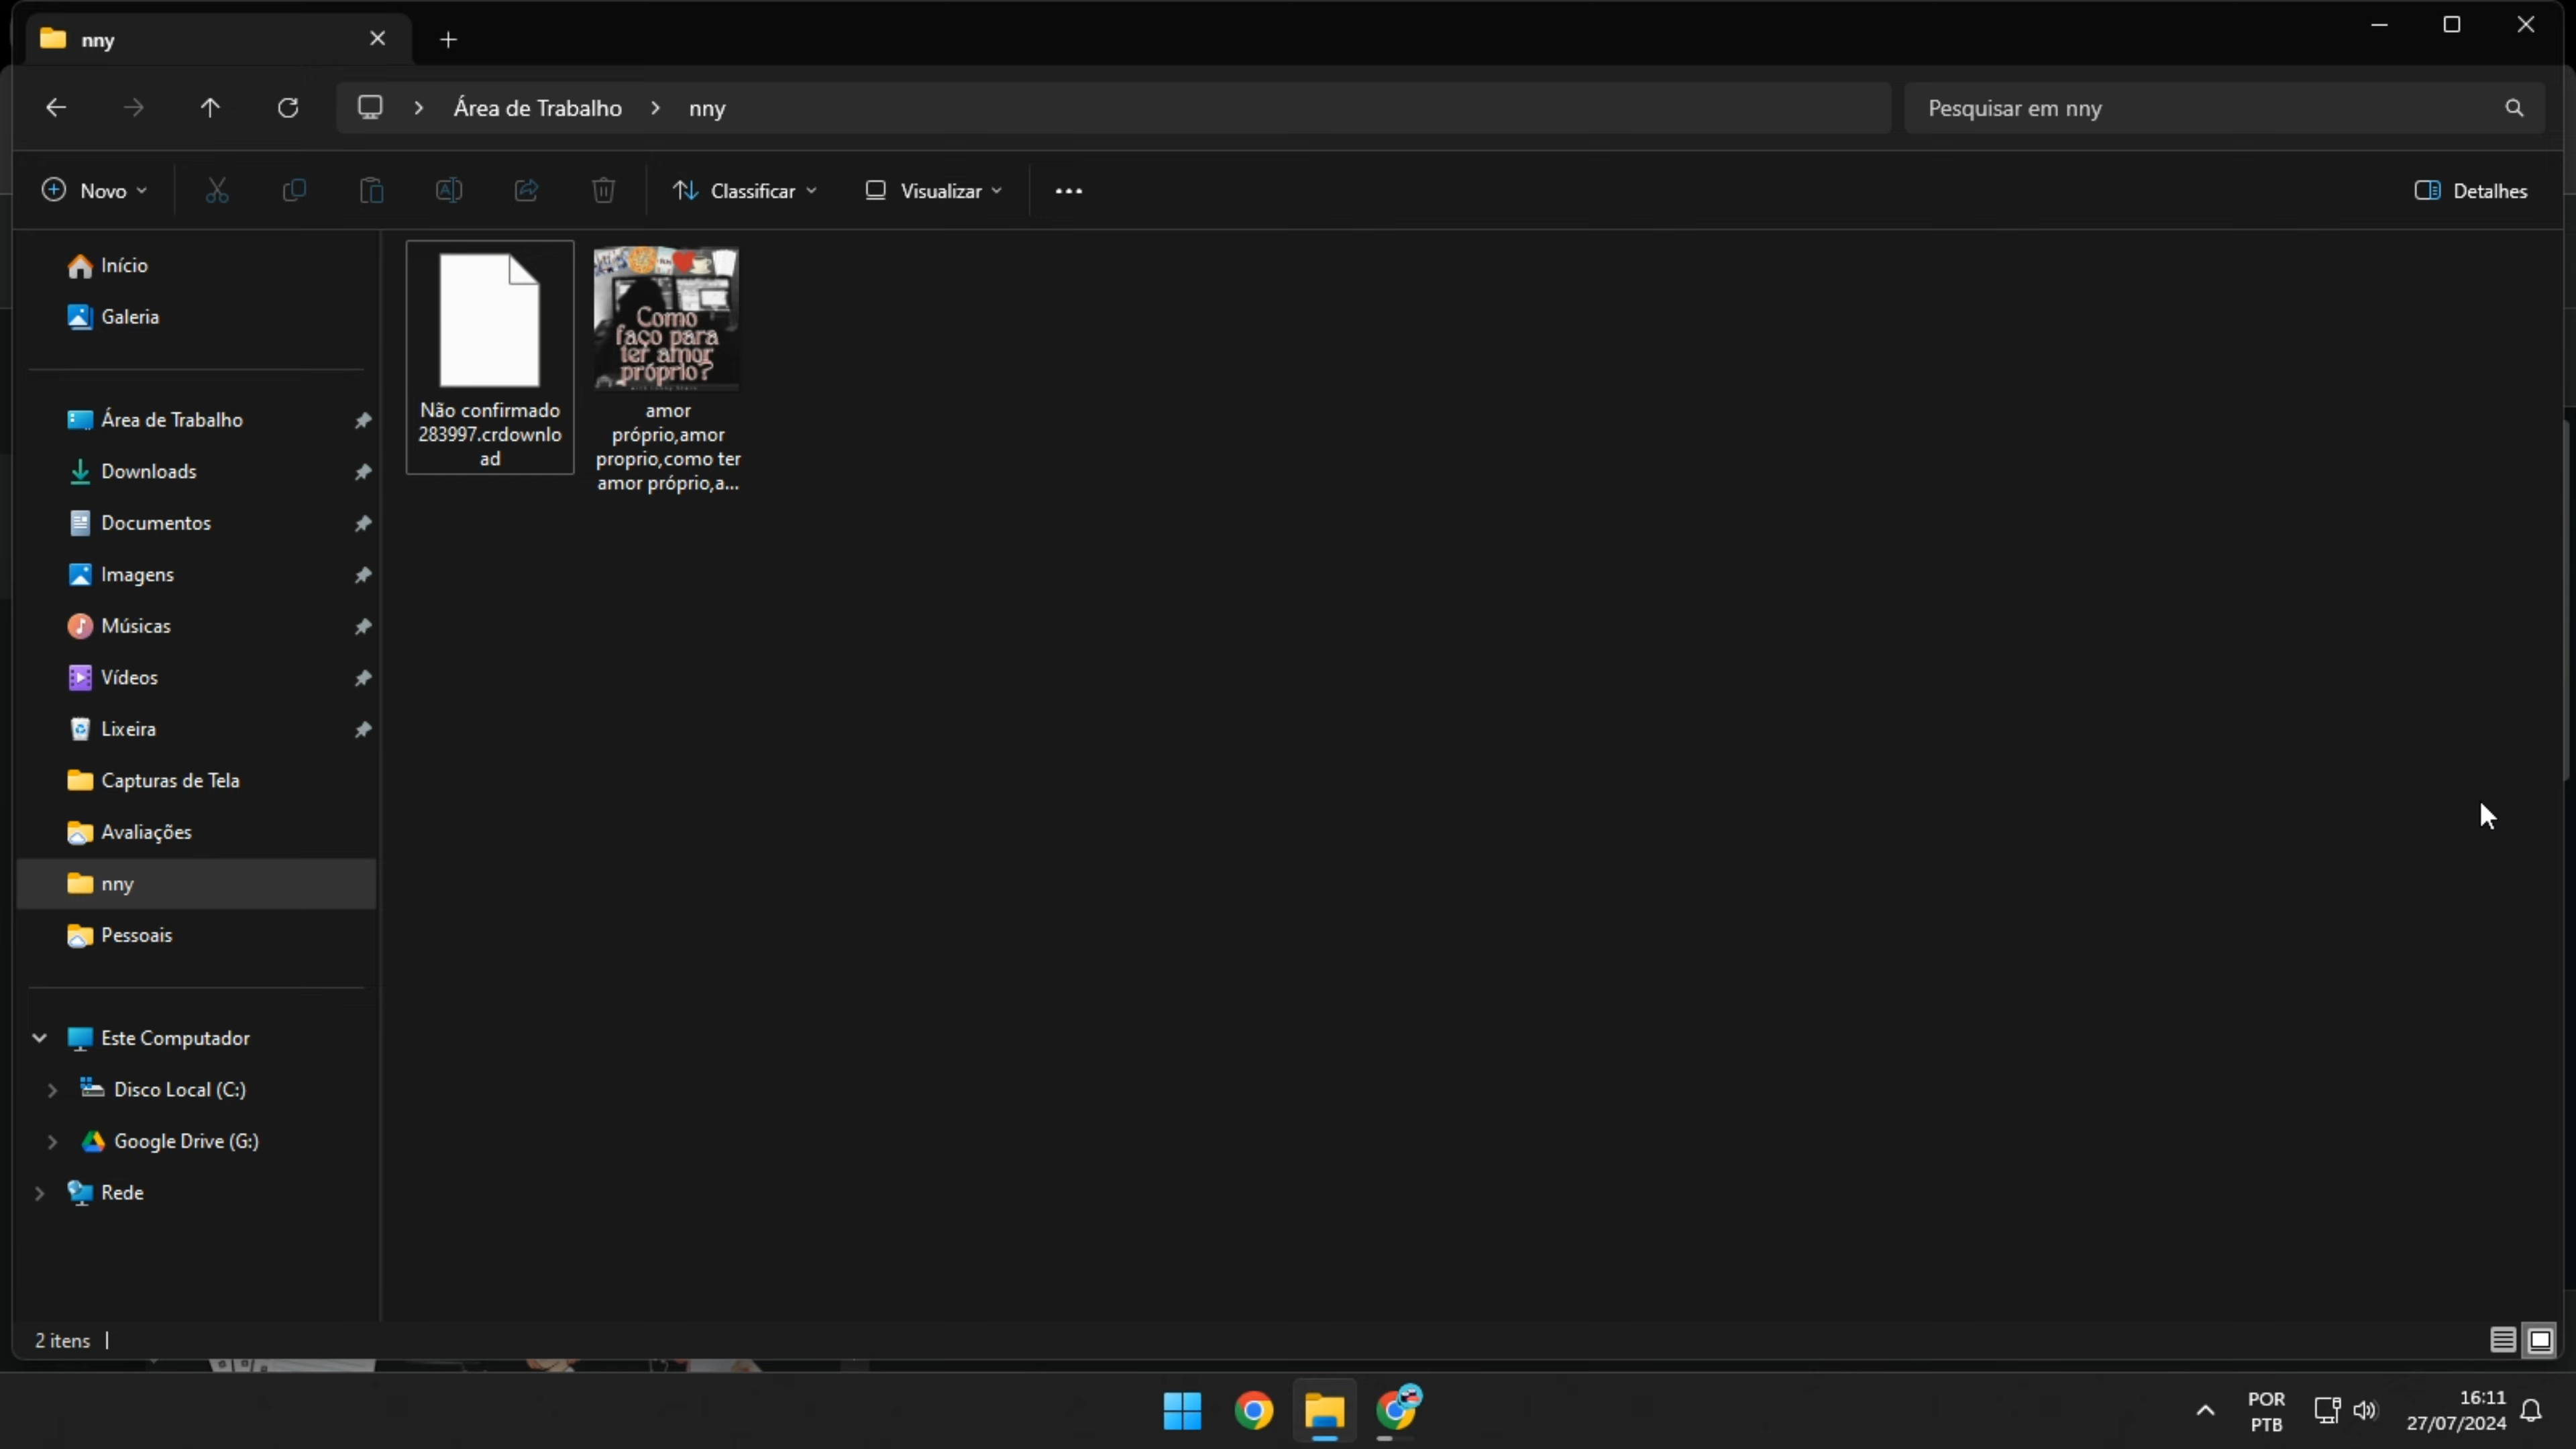 nny
Área de Trabalho
nny
Pesquisar em nny
Novo
Classificar
Visualizar
Detalhes
Início
Galeria
Área de Trabalho
Downloads
Documentos
Imagens
Músicas
Vídeos
Lixeira
Capturas de Tela
Avaliações
nny
Pessoais
Este Computador
Disco Local (C:)
Google Drive (G:)
Rede
Não confirmado
283997.crdownlo
ad
Como
faço para
ter amor
próprio?
amor
próprio,amor
proprio,como ter
amor próprio,a...
2 itens
POR
PTB
16:11
27/07/2024